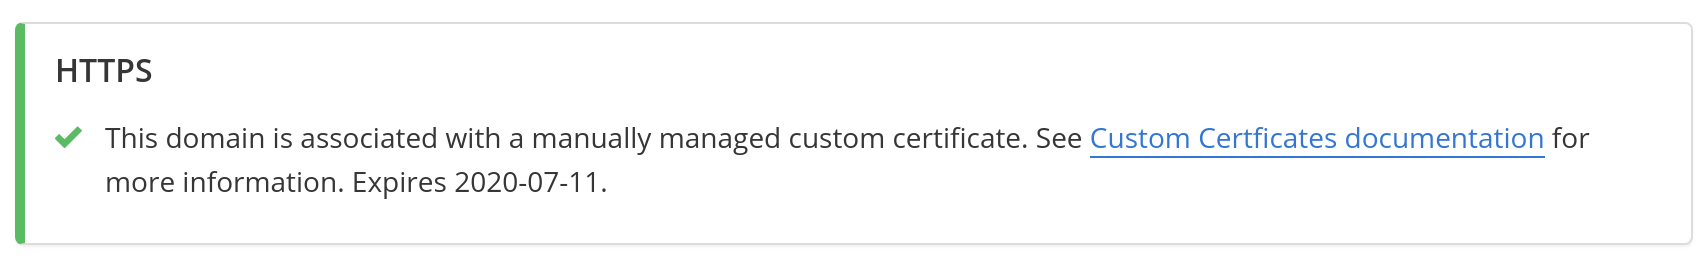 HTTPS
This domain is associated with a manually managed custom certificate. See Custom Certficates documentation for
more information. Expires 2020-07-11.